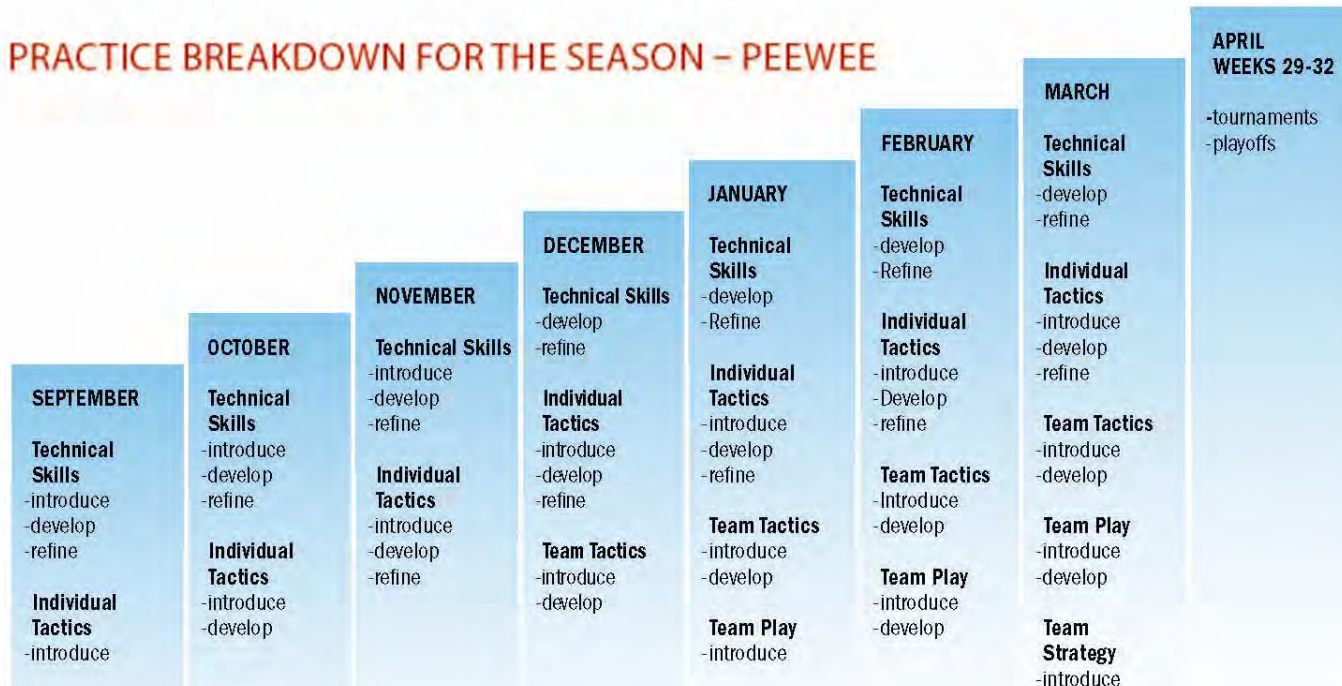 PRACTICE BREAKDOWN FOR THE SEASON – PEEWEE
SEPTEMBER
Technical
Skills
-introduce
-develop
-refine
Individual
Tactics
-introduce
OCTOBER
Technical
Skills
-introduce
-develop
-refine
Individual
Tactics
-introduce
-develop
NOVEMBER
Technical Skills
-introduce
-develop
-refine
Individual
Tactics
-introduce
-develop
-refine
DECEMBER
Technical Skills
-develop
-refine
Individual
Tactics
-introduce
-develop
-refine
Team Tactics
-introduce
-develop
JANUARY
Technical
Skills
-develop
-Refine
Individual
Tactics
-introduce
-develop
-refine
Team Tactics
-introduce
-develop
Team Play
-introduce
FEBRUARY
Technical
Skills
-develop
-Refine
Individual
Tactics
-introduce
-Develop
-refine
Team Tactics
-Introduce
-develop
Team Play
-introduce
-develop
MARCH
Technical
Skills
-develop
-refine
Individual
Tactics
-introduce
-develop
-refine
Team Tactics
-introduce
-develop
Team Play
-introduce
-develop
Team
Strategy
-introduce
APRIL
WEEKS 29-32
-tournaments
-playoffs